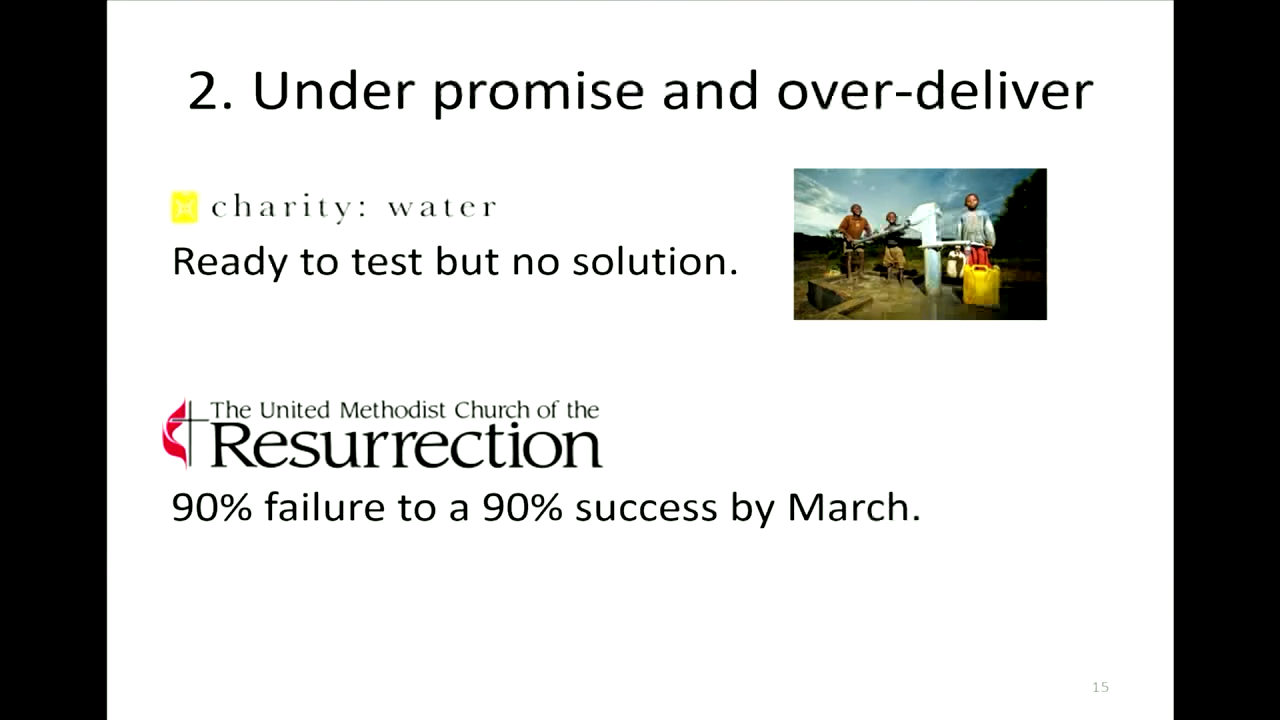 2. Under promise and over-deliver
charity: water
Ready to test but no solution.
The United Methodist Church of the
Resurrection
90% failure to a 90% success by March.
15